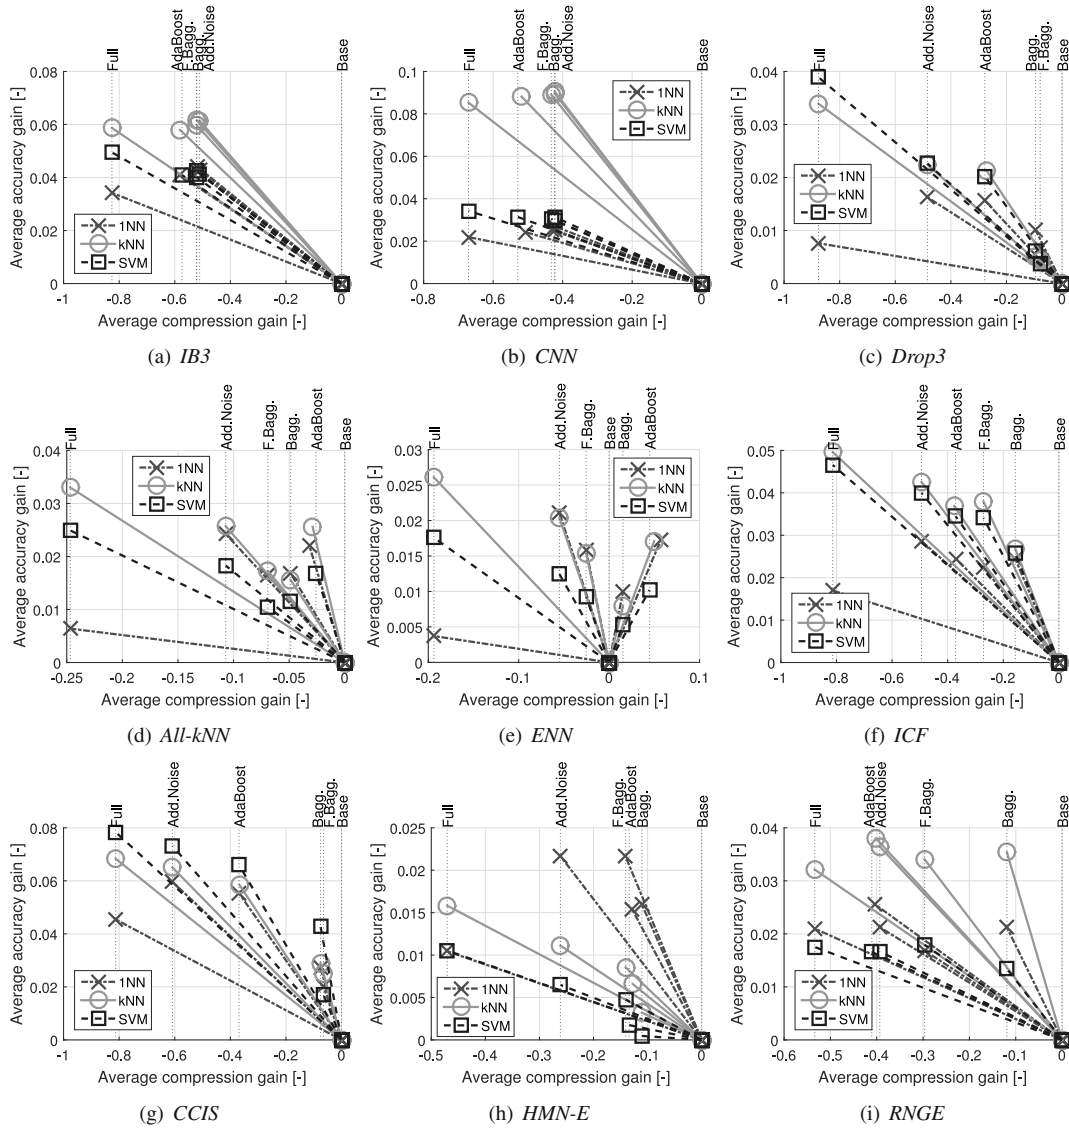 Full
AdaBoost
F.Bagg.
Bagg.
Add.Noise
Base
0.08
0.06
0.04
0.02
0
Average accuracy gain [-]
1NN
kNN
SVM
-1 -0.8 -0.6 -0.4 -0.2 0
Average compression gain [-]
(a) IB3
Full
AdaBoost
F.Bagg.
Bagg.
Add.Noise
Base
0.1
0.08
0.06
0.04
0.02
0
Average accuracy gain [-]
1NN
kNN
SVM
-0.8 -0.6 -0.4 -0.2 0
Average compression gain [-]
(b) CNN
Full
Add.Noise
AdaBoost
Bagg.
F.Bagg.
Base
0.04
0.03
0.02
0.01
0
Average accuracy gain [-]
1NN
kNN
SVM
-1 -0.8 -0.6 -0.4 -0.2 0
Average compression gain [-]
(c) Drop3
Full
Add.Noise
F.Bagg.
Bagg.
AdaBoost
Base
0.04
0.03
0.02
0.01
0
Average accuracy gain [-]
1NN
kNN
SVM
-0.25 -0.2 -0.15 -0.1 -0.05 0
Average compression gain [-]
(d) All-kNN
Full
Add.Noise
F.Bagg.
Base
Bagg.
AdaBoost
0.03
0.025
0.02
0.015
0.01
0.005
0
Average accuracy gain [-]
1NN
kNN
SVM
-0.2 -0.1 0 0.1
Average compression gain [-]
(e) ENN
Full
Add.Noise
AdaBoost
F.Bagg.
Bagg.
Base
0.05
0.04
0.03
0.02
0.01
0
Average accuracy gain [-]
1NN
kNN
SVM
-1 -0.8 -0.6 -0.4 -0.2 0
Average compression gain [-]
(f) ICF
Full
Add.Noise
AdaBoost
Bagg.
F.Bagg.
Base
0.08
0.06
0.04
0.02
0
Average accuracy gain [-]
1NN
kNN
SVM
-1 -0.8 -0.6 -0.4 -0.2 0
Average compression gain [-]
(g) CCIS
Full
Add.Noise
F.Bagg.
AdaBoost
Bagg.
Base
0.025
0.02
0.015
0.01
0.005
0
Average accuracy gain [-]
1NN
kNN
SVM
-0.5 -0.4 -0.3 -0.2 -0.1 0
Average compression gain [-]
(h) HMN-E
Full
AdaBoost
Add.Noise
F.Bagg.
Bagg.
Base
0.04
0.03
0.02
0.01
0
Average accuracy gain [-]
1NN
kNN
SVM
-0.6 -0.5 -0.4 -0.3 -0.2 -0.1 0
Average compression gain [-]
(i) RNGE